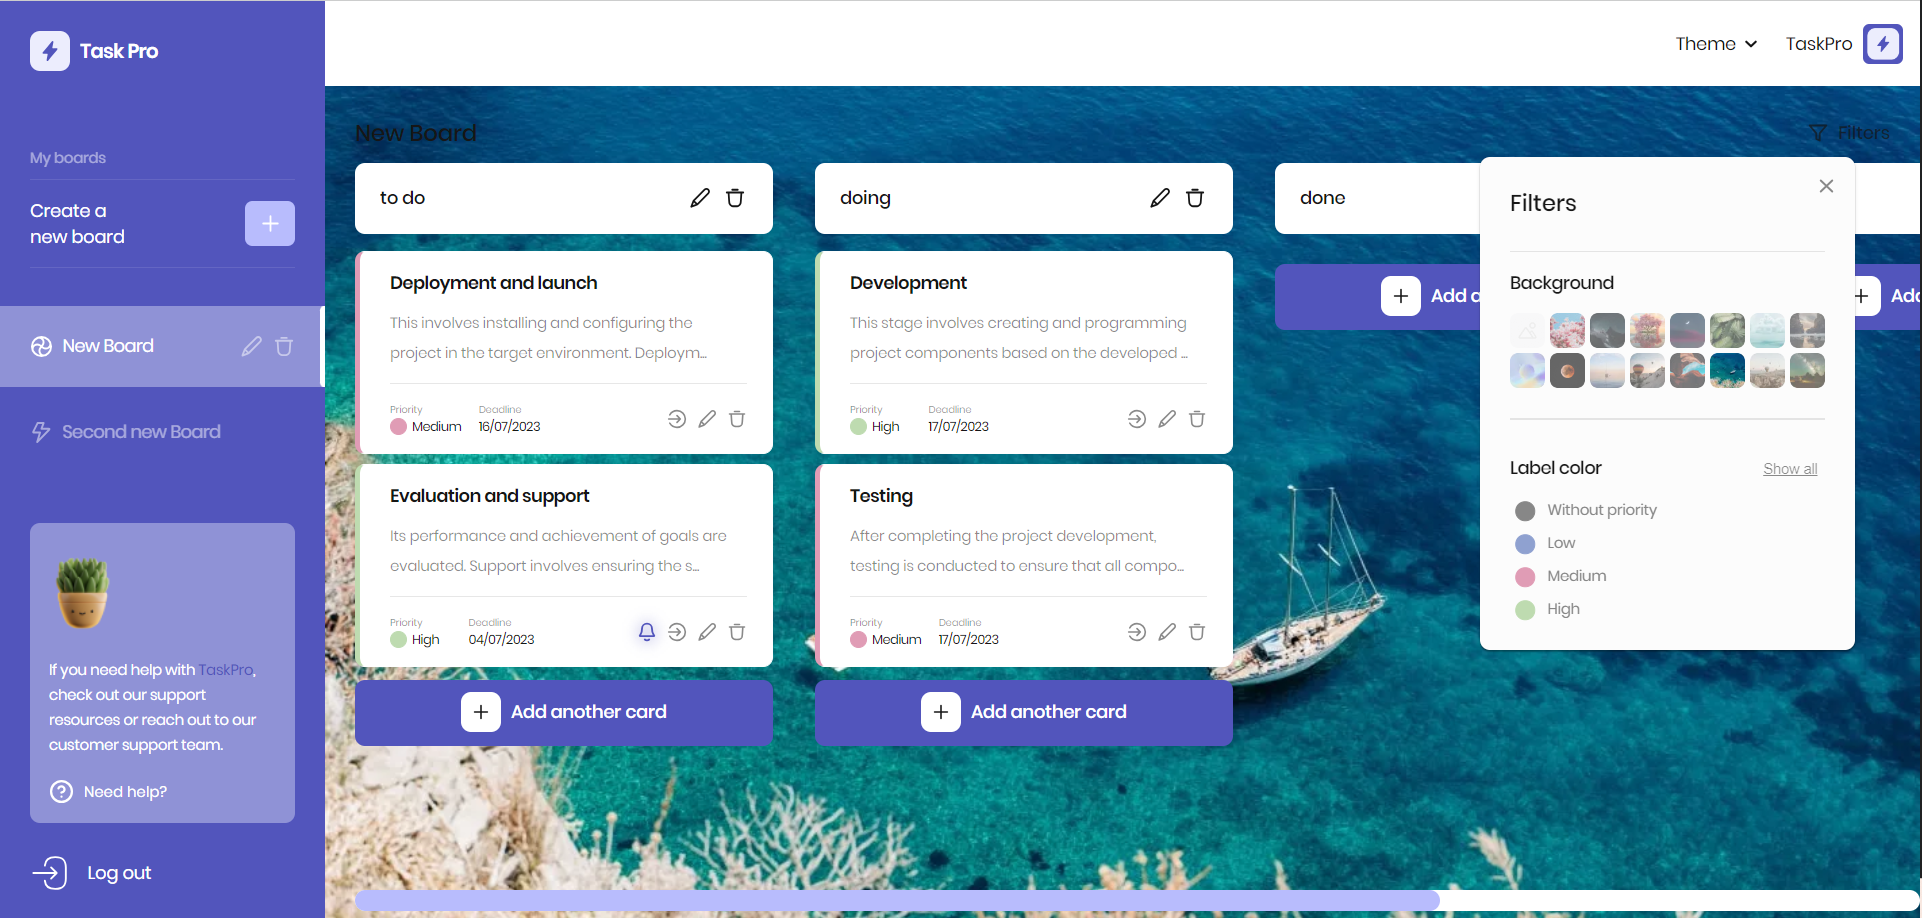 Task Pro
Theme
TaskPro
My boards
Create a
new board
New Board
Second new Board
If you need help with TaskPro,
check out our support
resources or reach out to our
customer support team.
Need help?
Log out
New Board
Filters
to do
Deployment and launch
This involves installing and configuring the
project in the target environment. Deploym...
Priority
Medium
Deadline
16/07/2023
Evaluation and support
Its performance and achievement of goals are
evaluated. Support involves ensuring the s...
Priority
High
Deadline
04/07/2023
Add another card
doing
Development
This stage involves creating and programming
project components based on the developed ...
Priority
High
Deadline
17/07/2023
Testing
After completing the project development,
testing is conducted to ensure that all compo...
Priority
Medium
Deadline
17/07/2023
Add another card
done
Add a
Filters
Background
Label color
Show all
Without priority
Low
Medium
High
Add